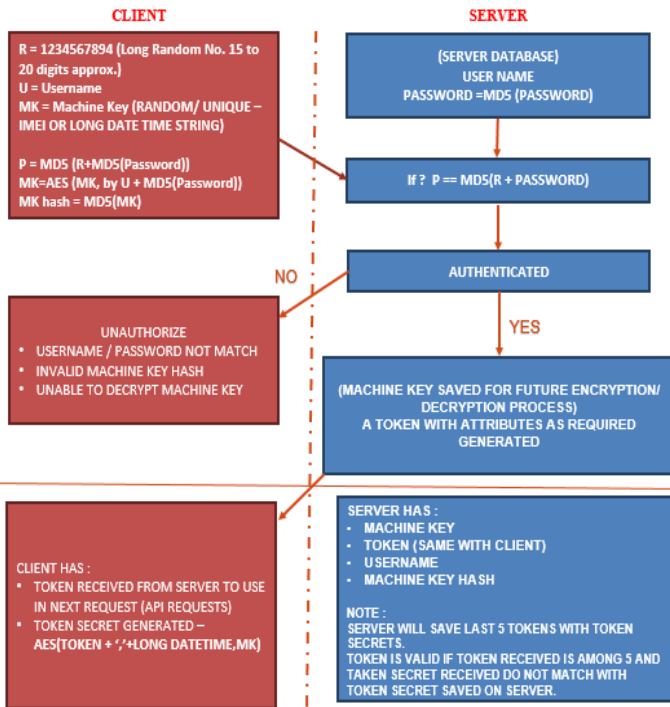 CLIENT
SERVER
R = 1234567894 (Long Random No. 15 to
20 digits approx.)
U = Username
MK = Machine Key (RANDOM/ UNIQUE –
IMEI OR LONG DATE TIME STRING)
P = MD5 (R+MD5(Password))
MK=AES (MK, by U + MD5(Password))
MK hash = MD5(MK)
(SERVER DATABASE)
USER NAME
PASSWORD =MD5 (PASSWORD)
If ? P == MD5(R + PASSWORD)
AUTHENTICATED
NO
YES
UNAUTHORIZE
• USERNAME / PASSWORD NOT MATCH
• INVALID MACHINE KEY HASH
• UNABLE TO DECRYPT MACHINE KEY
(MACHINE KEY SAVED FOR FUTURE ENCRYPTION/
DECRYPTION PROCESS)
A TOKEN WITH ATTRIBUTES AS REQUIRED
GENERATED
CLIENT HAS :
• TOKEN RECEIVED FROM SERVER TO USE
IN NEXT REQUEST (API REQUESTS)
• TOKEN SECRET GENERATED –
AES(TOKEN + ‘,’+LONG DATETIME,MK)
SERVER HAS :
- MACHINE KEY
- TOKEN (SAME WITH CLIENT)
- USERNAME
- MACHINE KEY HASH
NOTE :
SERVER WILL SAVE LAST 5 TOKENS WITH TOKEN
SECRETS.
TOKEN IS VALID IF TOKEN RECEIVED IS AMONG 5 AND
TAKEN SECRET RECEIVED DO NOT MATCH WITH
TOKEN SECRET SAVED ON SERVER.